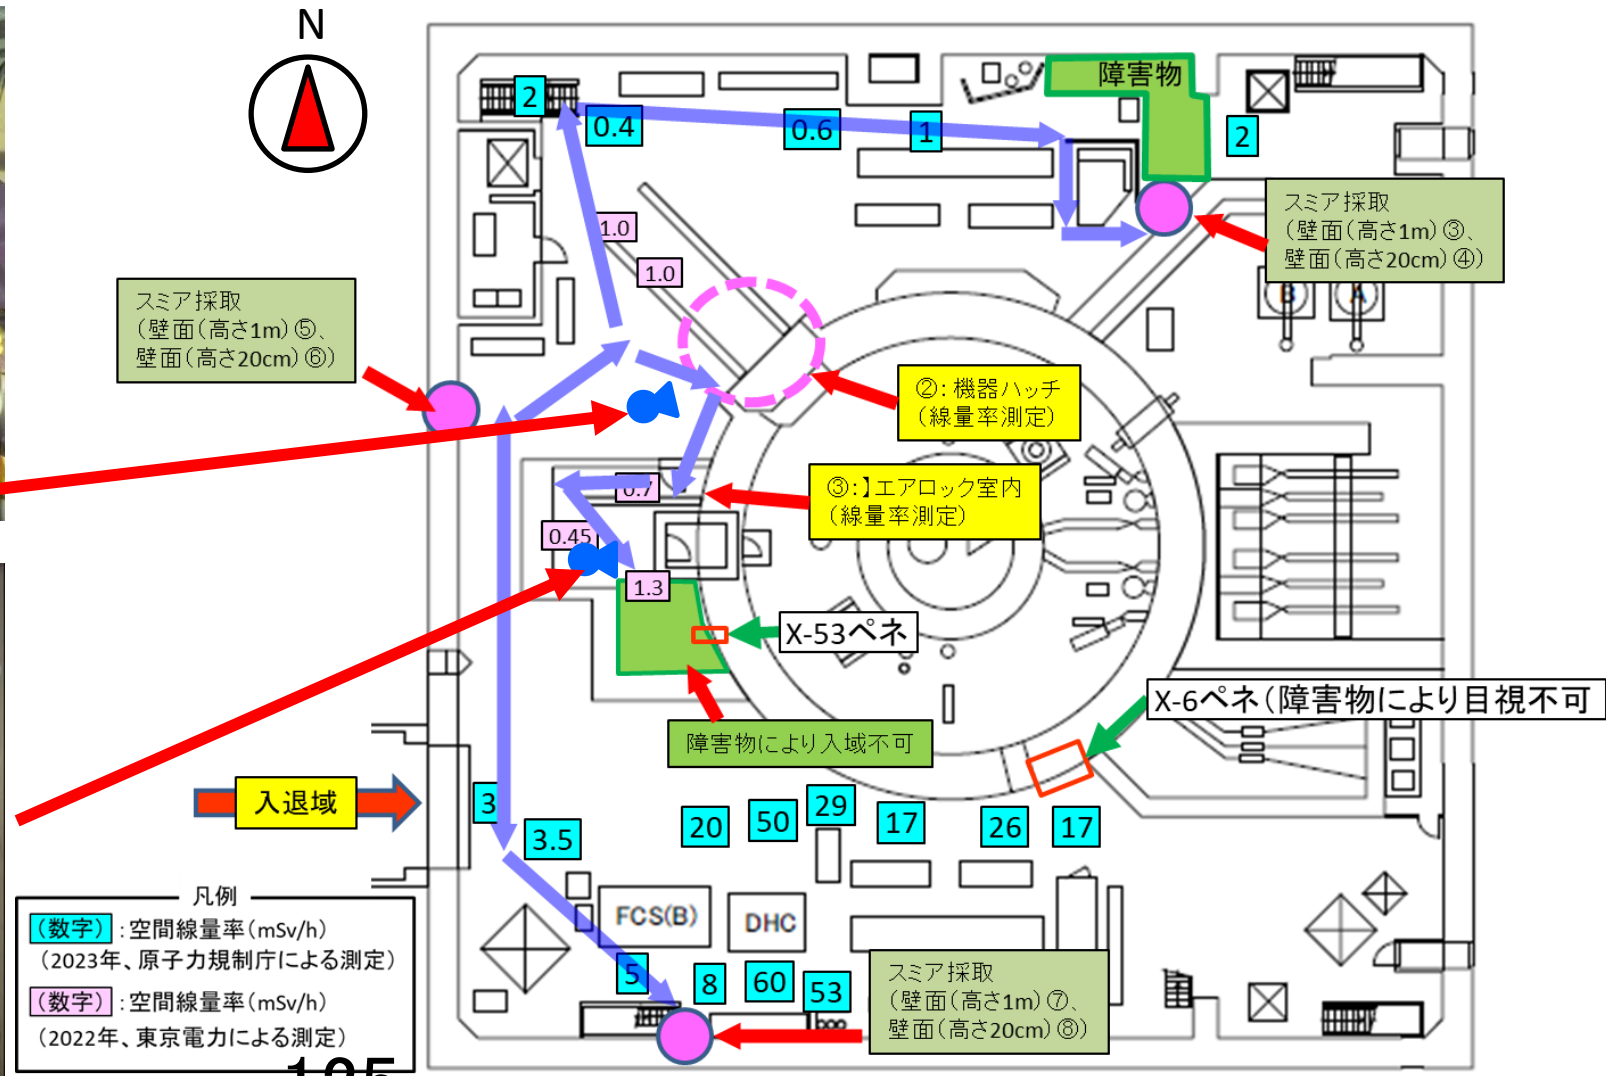 N
障害物
2
0.4
0.6
1
2
スミア採取
(壁面(高さ1m)③、
壁面(高さ20cm)④)
1.0
1.0
B
A
スミア採取
(壁面(高さ1m)⑤、
壁面(高さ20cm)⑥)
②:機器ハッチ
(線量率測定)
③:】エアロック室内
(線量率測定)
0.7
0.45
1.3
X-53ペネ
X-6ペネ(障害物により目視不可
障害物により入域不可
入退域
3
3.5
20
50
29
17
26
17
FCS(B)
DHC
5
8
60
53
スミア採取
(壁面(高さ1m)⑦、
壁面(高さ20cm)⑧)
凡例
(数字):空間線量率(mSv/h)
(2023年、原子力規制庁による測定)
(数字):空間線量率(mSv/h)
(2022年、東京電力による測定)
105